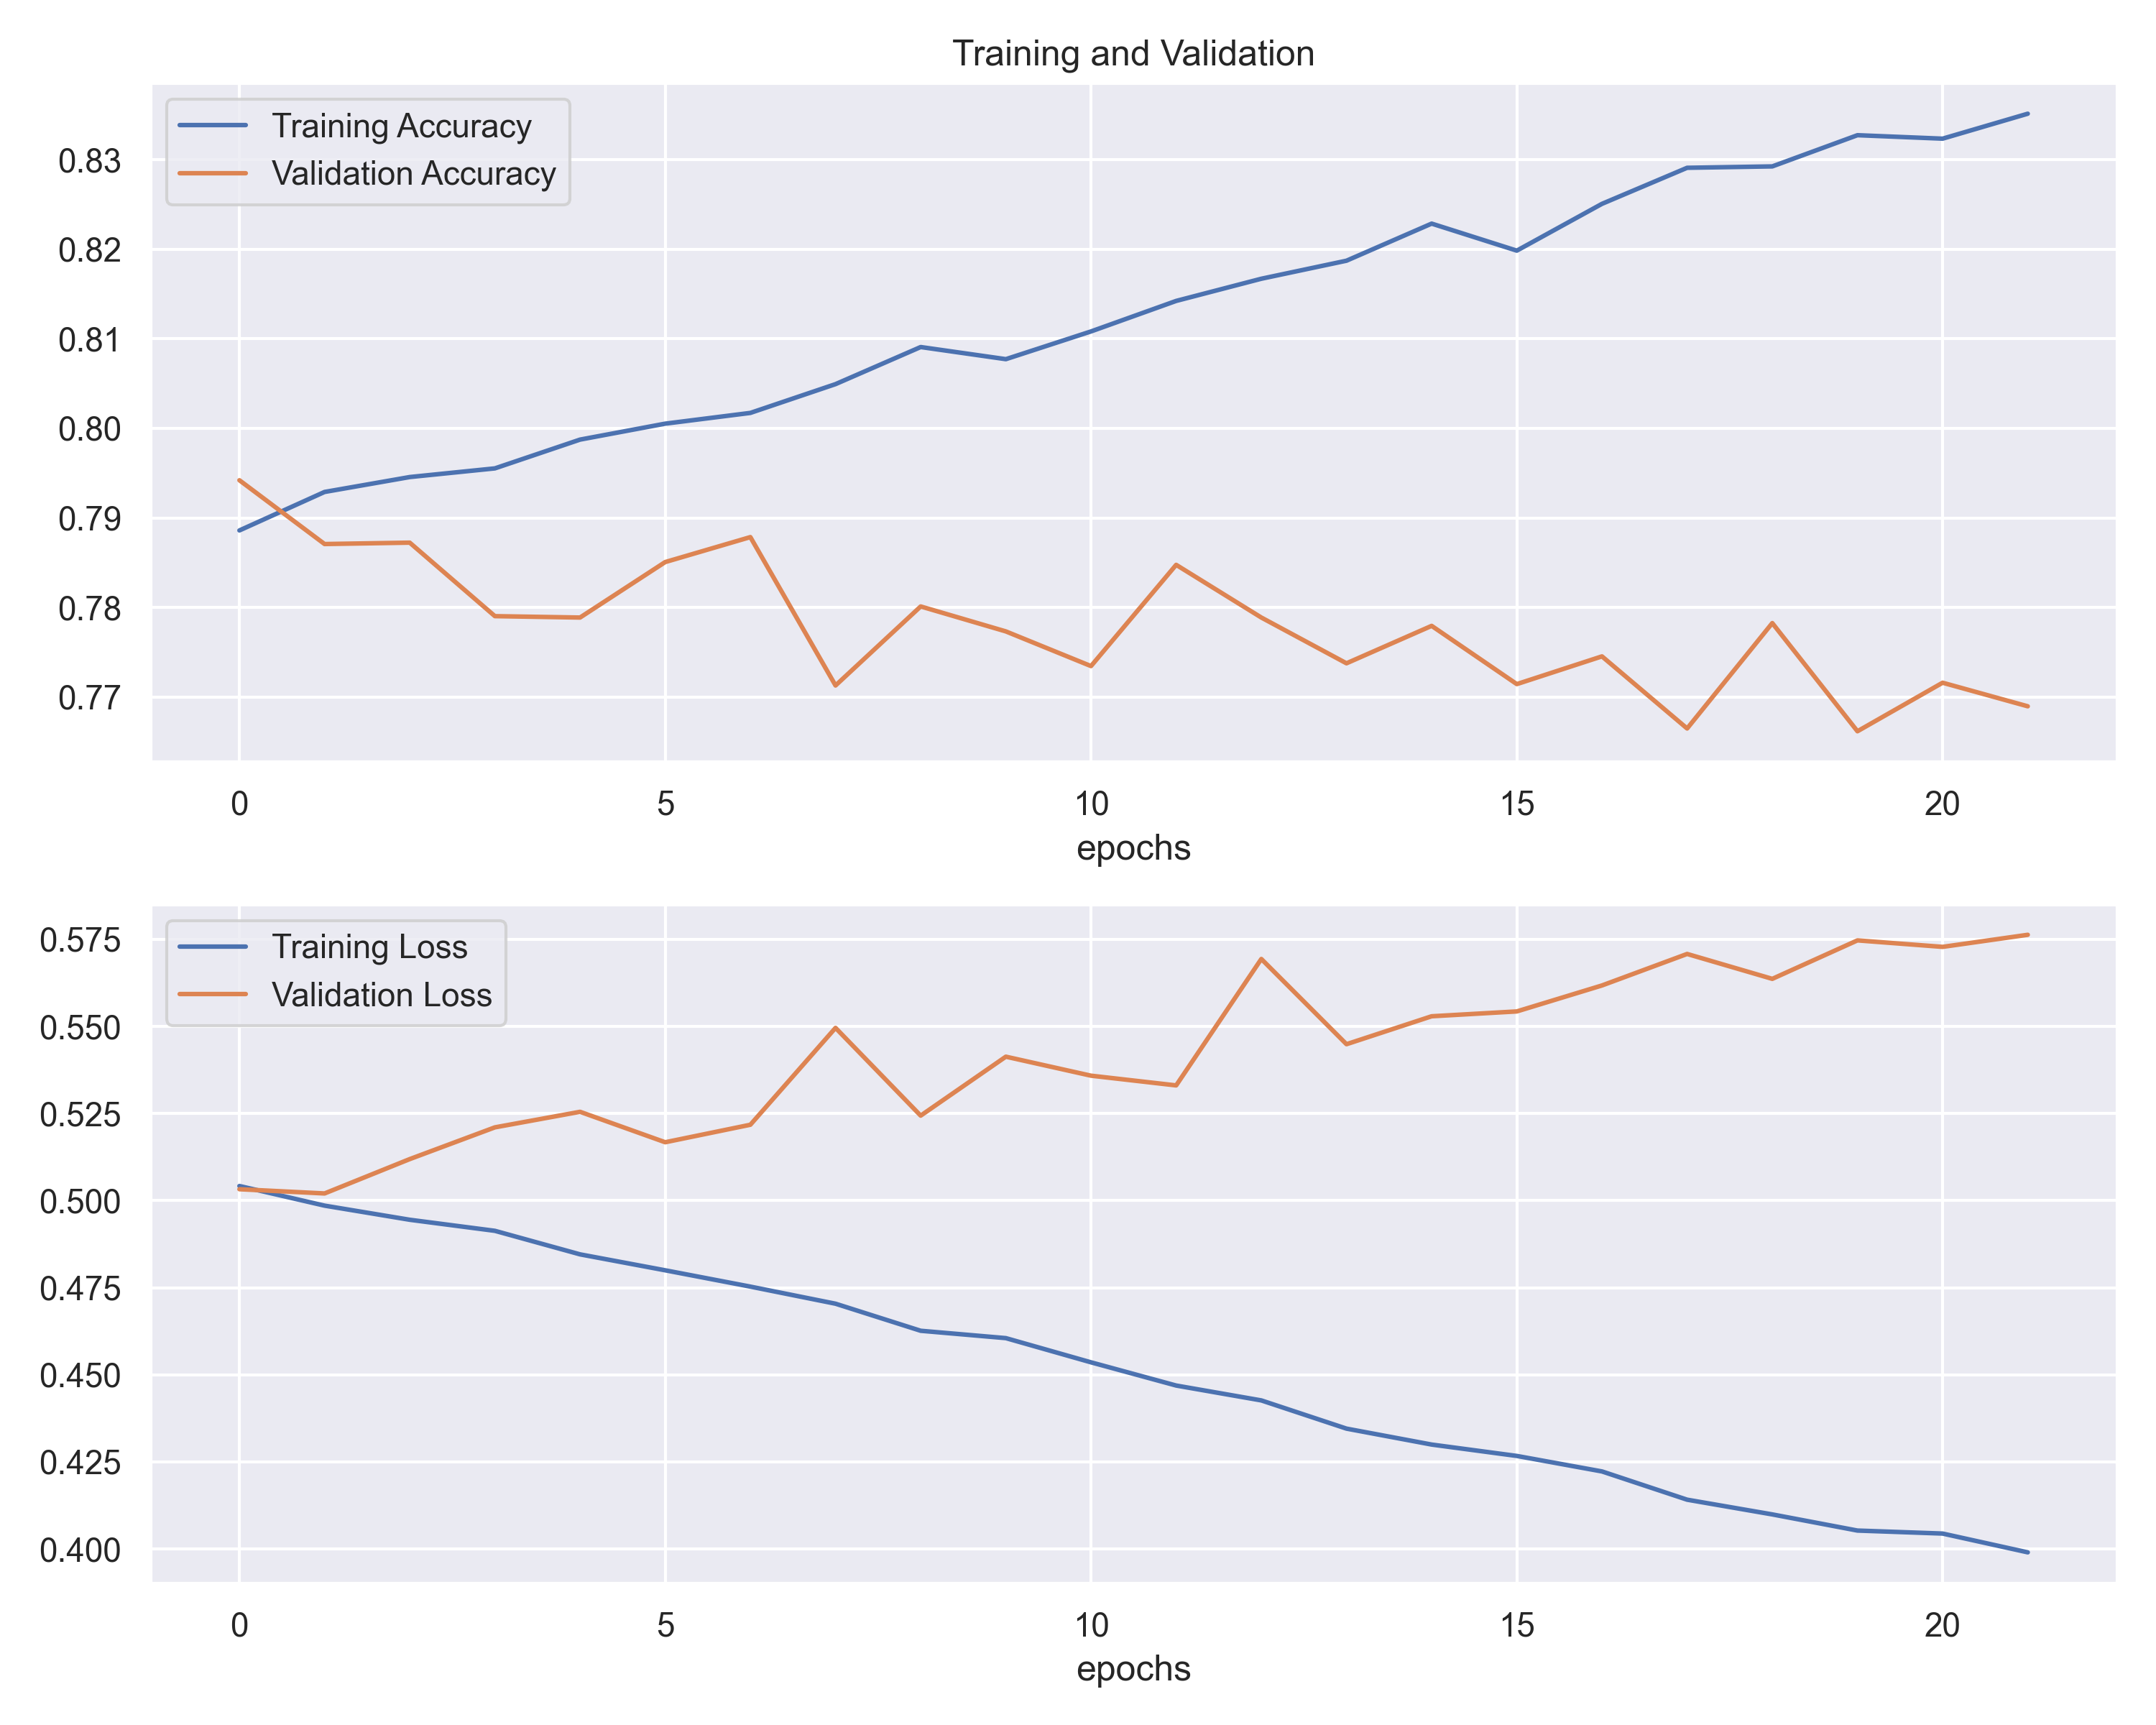 Training and Validation
Training Accuracy
Validation Accuracy
0.83
0.82
0.81
0.80
0.79
0.78
0.77
0 5 10 15 20
epochs
Training Loss
Validation Loss
0.575
0.550
0.525
0.500
0.475
0.450
0.425
0.400
0 5 10 15 20
epochs